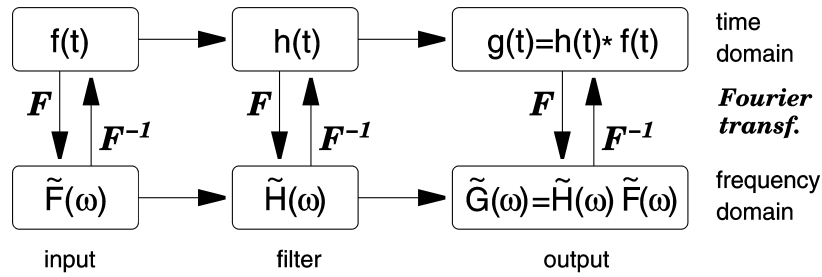 f(t) h(t) g(t)=h(t)* f(t) time
domain
F F⁻¹ F F⁻¹ F F⁻¹ Fourier
transf.
F̃(ω) H̃(ω) G̃(ω)=H̃(ω) F̃(ω) frequency
domain
input filter output